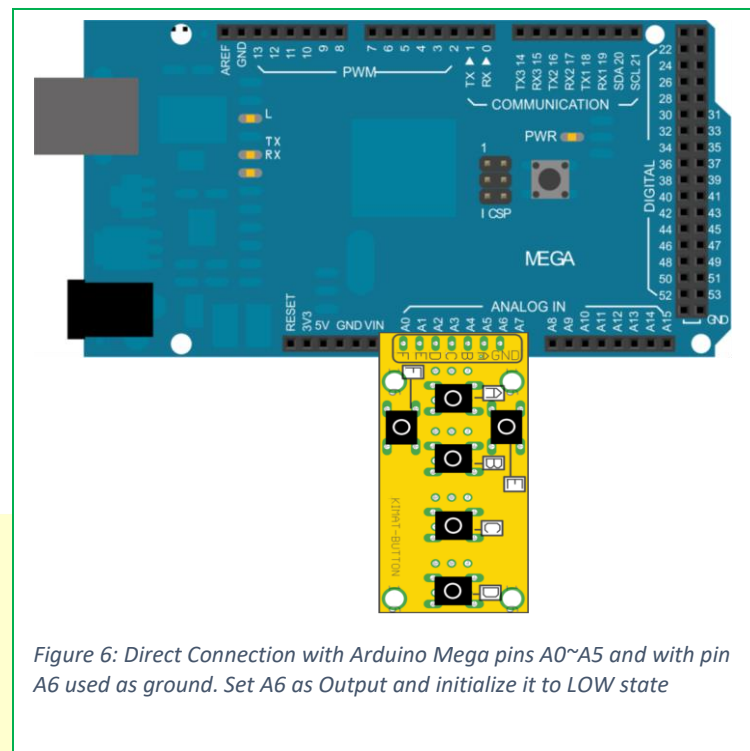 AREF
GND
13
12
11
10
9
8
7
6
5
4
3
2
TX 1
RX 0
TX3 14
RX3 15
TX2 16
RX2 17
TX1 18
RX1 19
SDA 20
SCL 21
PWM
COMMUNICATION
L
TX
RX
PWR
1
ICSP
MEGA
DIGITAL
22
24
26
28
30 31
32 33
34 35
36 37
38 39
40 41
42 43
44 45
46 47
48 49
50 51
52 53
GND
RESET
3V3
5V
GND
VIN
ANALOG IN
A0
A1
A2
A3
A4
A5
A6
A7
A8
A9
A10
A11
A12
A13
A14
A15
F
E
D
C
B
A
GND
F
A
B
E
C
D
KIMAT-BUTTON
Figure 6: Direct Connection with Arduino Mega pins A0~A5 and with pin
A6 used as ground. Set A6 as Output and initialize it to LOW state